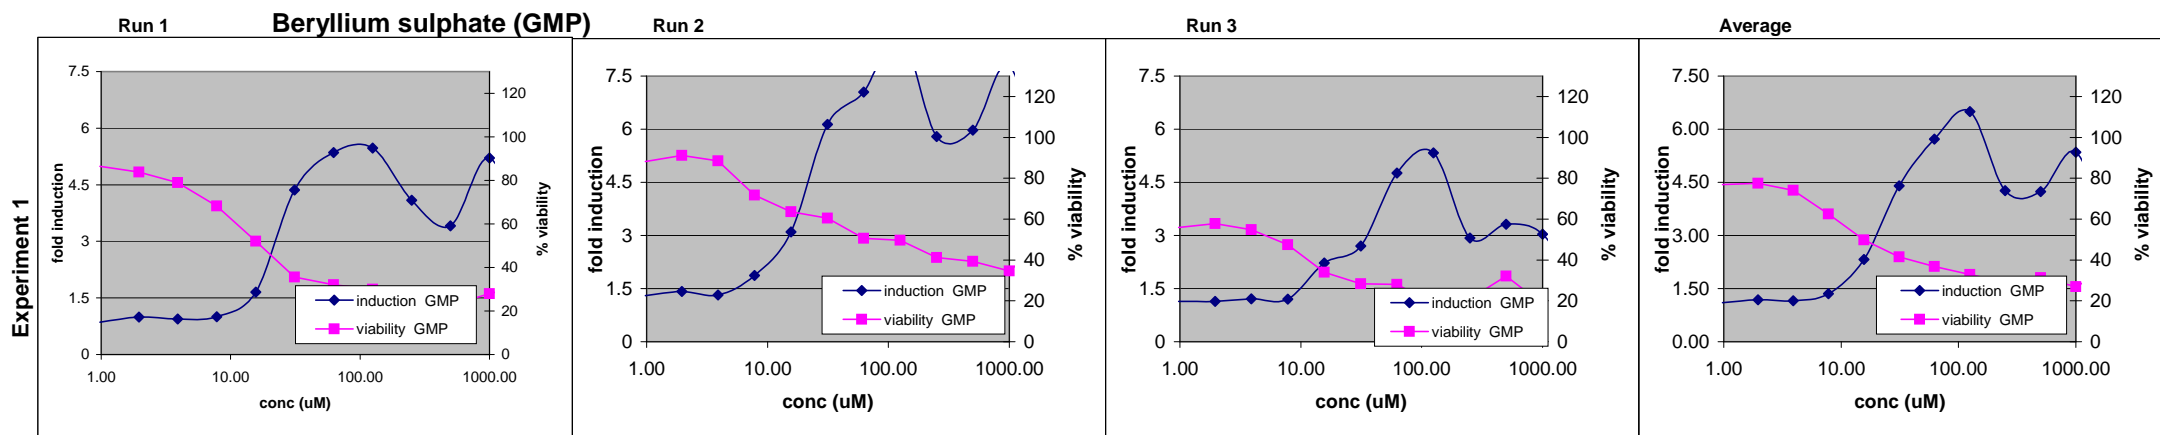 Beryllium sulphate (GMP)
Experiment 1
Run 1
7.5
6
4.5
3
1.5
0
fold induction
120
100
80
60
40
20
0
% viability
1.00
10.00
100.00
1000.00
conc (uM)
induction GMP
viability GMP
Run 2
7.5
6
4.5
3
1.5
0
fold induction
120
100
80
60
40
20
0
% viability
1.00
10.00
100.00
1000.00
conc (uM)
induction GMP
viability GMP
Run 3
7.5
6
4.5
3
1.5
0
fold induction
120
100
80
60
40
20
0
% viability
1.00
10.00
100.00
1000.00
conc (uM)
induction GMP
viability GMP
Average
7.50
6.00
4.50
3.00
1.50
0.00
fold induction
120
100
80
60
40
20
0
% viability
1.00
10.00
100.00
1000.00
conc (uM)
induction GMP
viability GMP